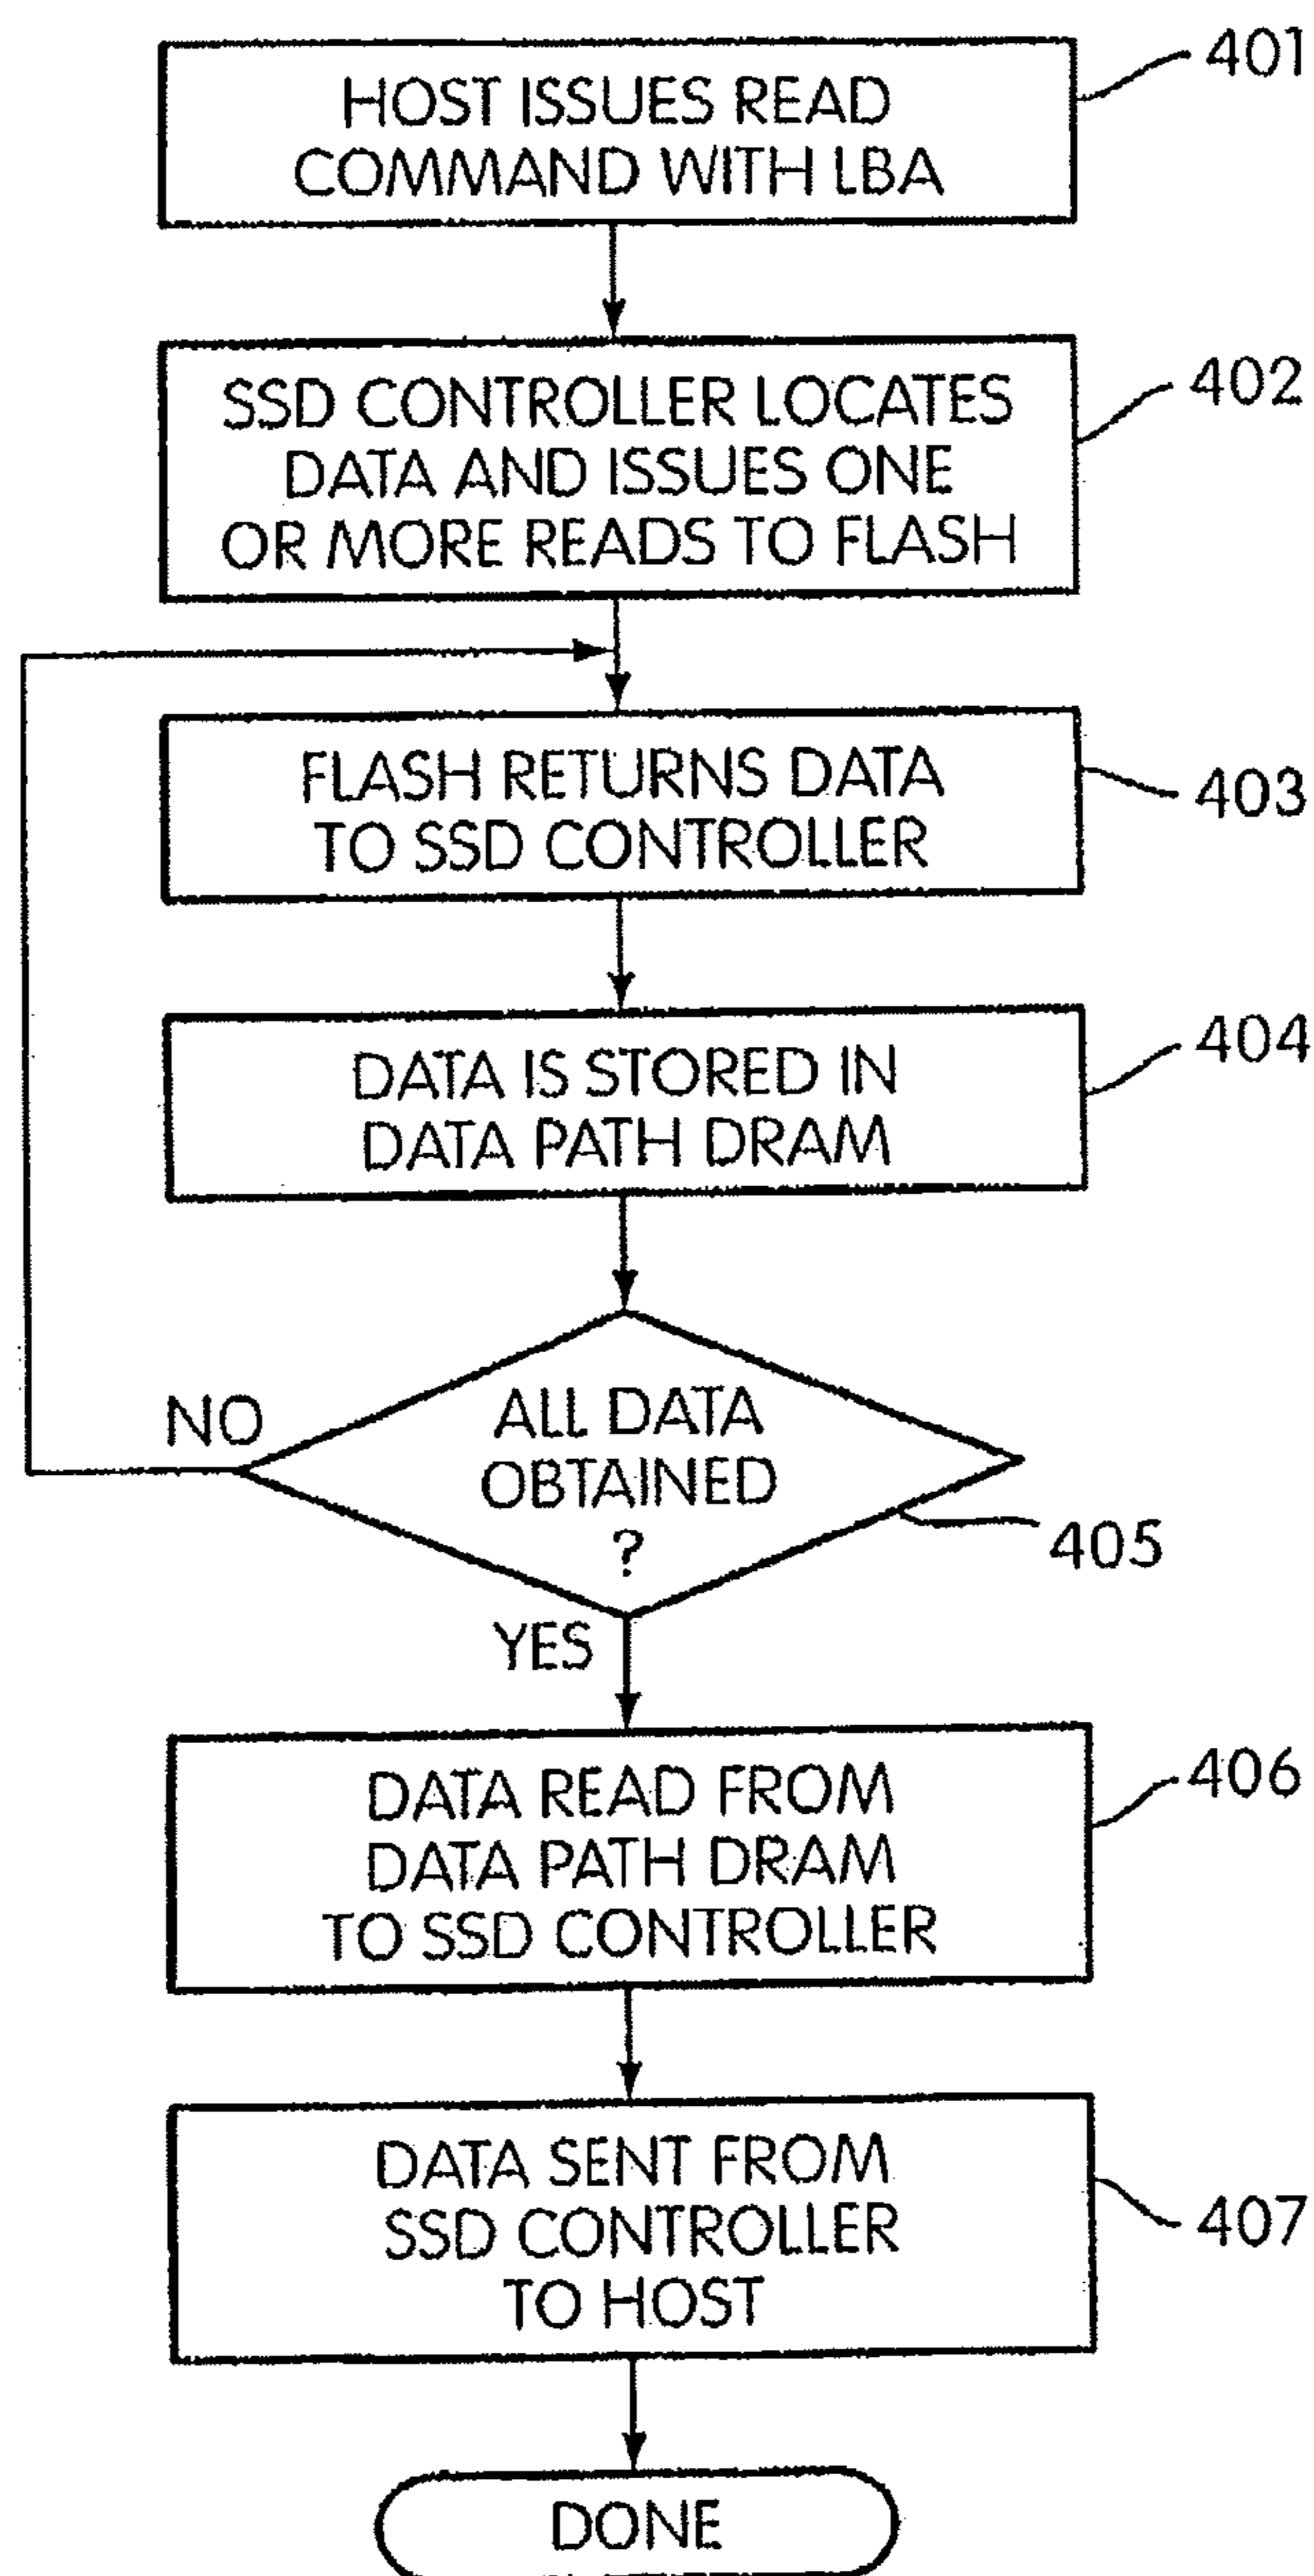 401
HOST ISSUES READ
COMMAND WITH LBA
402
SSD CONTROLLER LOCATES
DATA AND ISSUES ONE
OR MORE READS TO FLASH
403
FLASH RETURNS DATA
TO SSD CONTROLLER
404
DATA IS STORED IN
DATA PATH DRAM
NO
ALL DATA
OBTAINED
?
405
YES
406
DATA READ FROM
DATA PATH DRAM
TO SSD CONTROLLER
407
DATA SENT FROM
SSD CONTROLLER
TO HOST
DONE